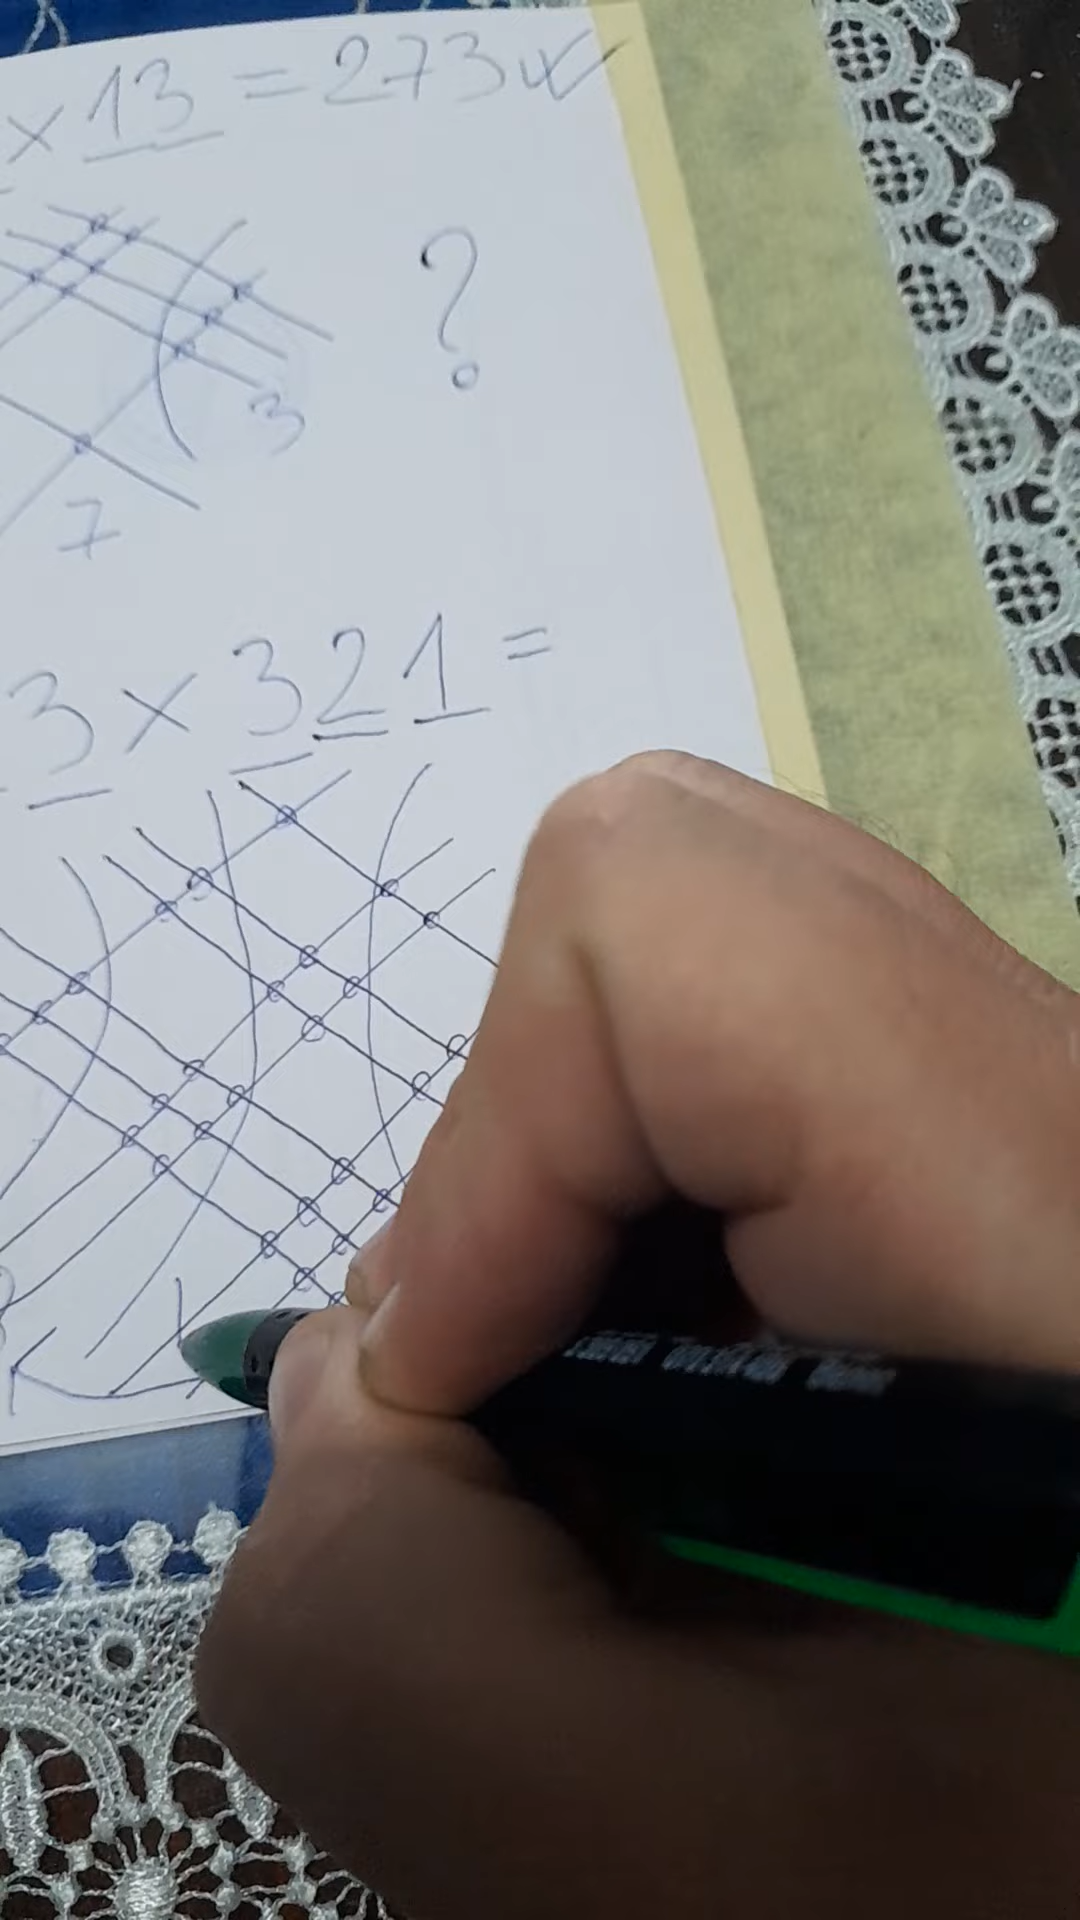 × 13 = 273
?
3
7
3 × 321 =